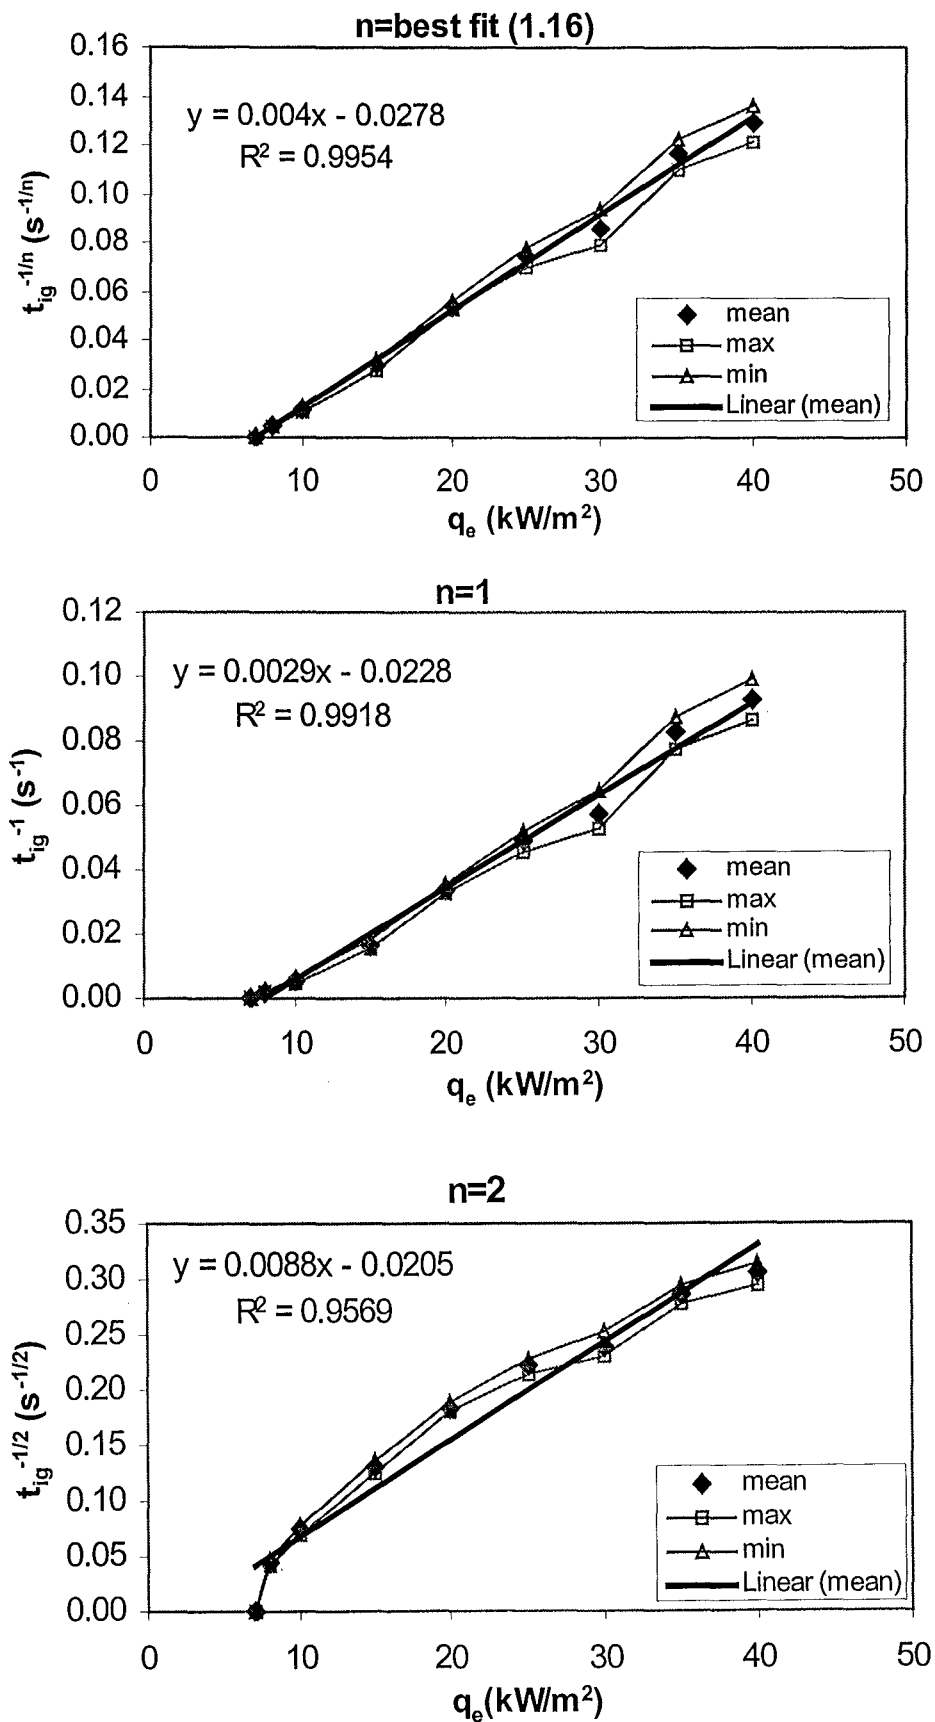 n=best fit (1.16)
0.16
0.14
0.12
0.10
0.08
0.06
0.04
0.02
0.00
y = 0.004x - 0.0278
R² = 0.9954
tig^-1/n (s^-1/n)
mean
max
min
Linear (mean)
0 10 20 30 40 50
qe (kW/m²)
n=1
0.12
0.10
0.08
0.06
0.04
0.02
0.00
y = 0.0029x - 0.0228
R² = 0.9918
tig^-1 (s^-1)
mean
max
min
Linear (mean)
0 10 20 30 40 50
qe (kW/m²)
n=2
0.35
0.30
0.25
0.20
0.15
0.10
0.05
0.00
y = 0.0088x - 0.0205
R² = 0.9569
tig^-1/2 (s^-1/2)
mean
max
min
Linear (mean)
0 10 20 30 40 50
qe(kW/m²)